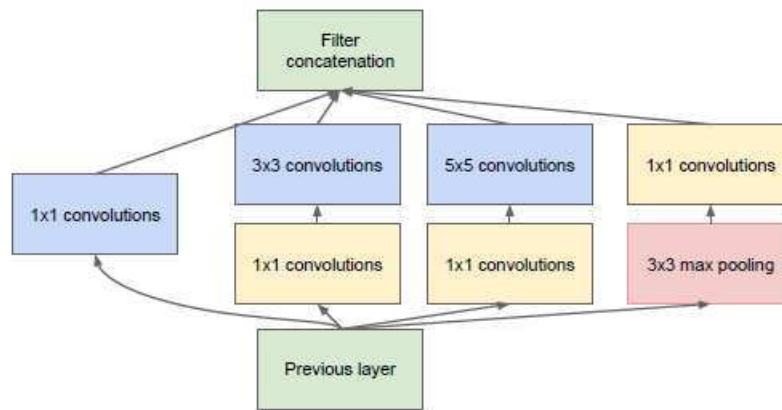 Filter
concatenation
3x3 convolutions
5x5 convolutions
1x1 convolutions
1x1 convolutions
1x1 convolutions
1x1 convolutions
3x3 max pooling
Previous layer